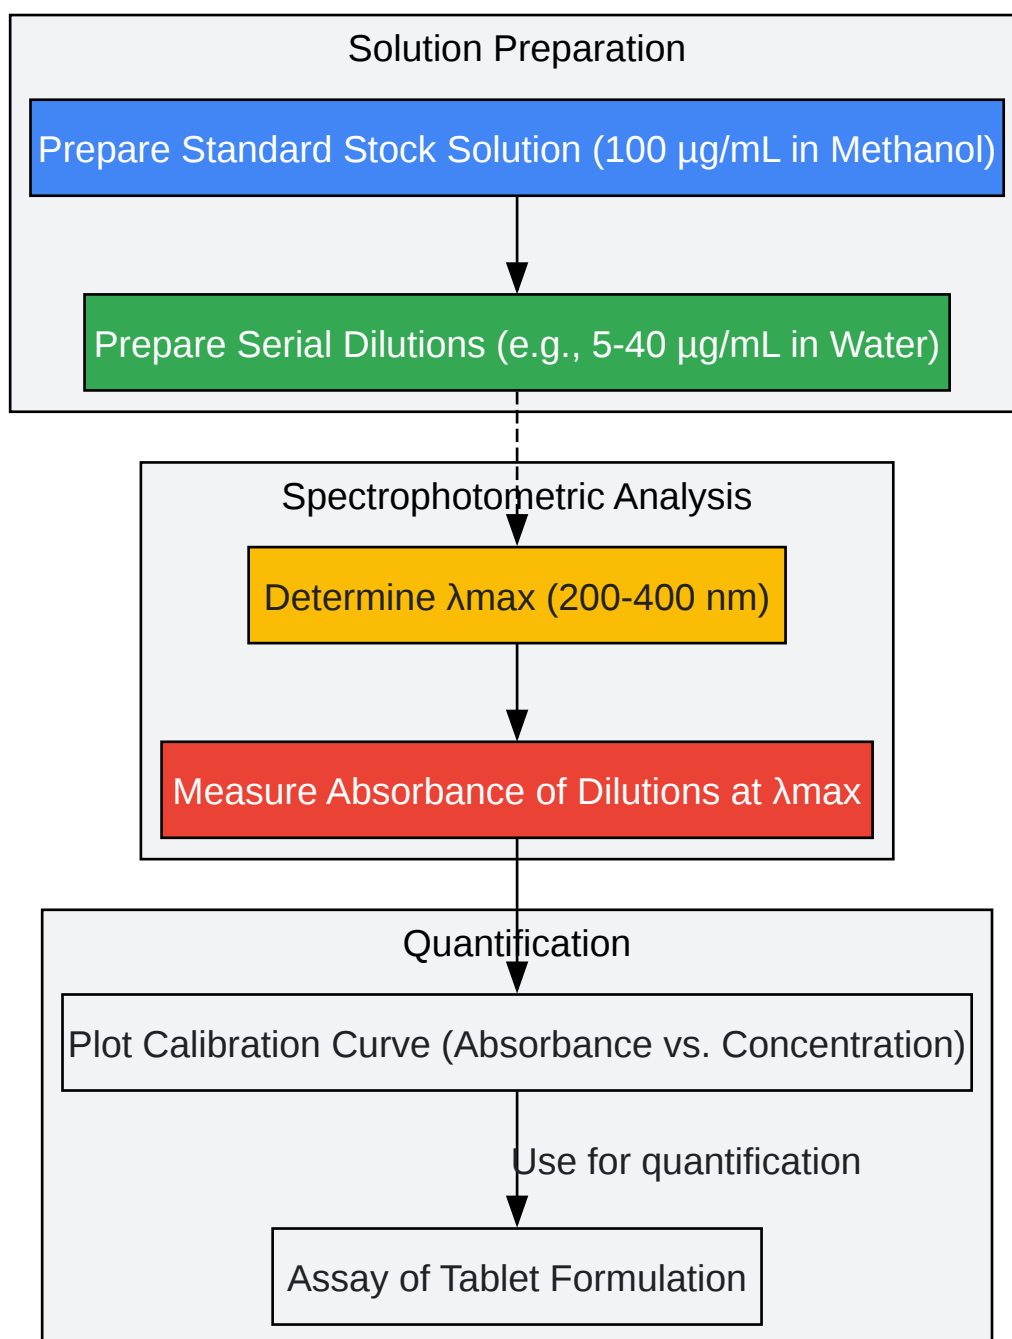 Solution Preparation
Prepare Standard Stock Solution (100 µg/mL in Methanol)
Prepare Serial Dilutions (e.g., 5-40 µg/mL in Water)
Spectrophotometric Analysis
Determine λmax (200-400 nm)
Measure Absorbance of Dilutions at λmax
Quantification
Plot Calibration Curve (Absorbance vs. Concentration)
Use for quantification
Assay of Tablet Formulation